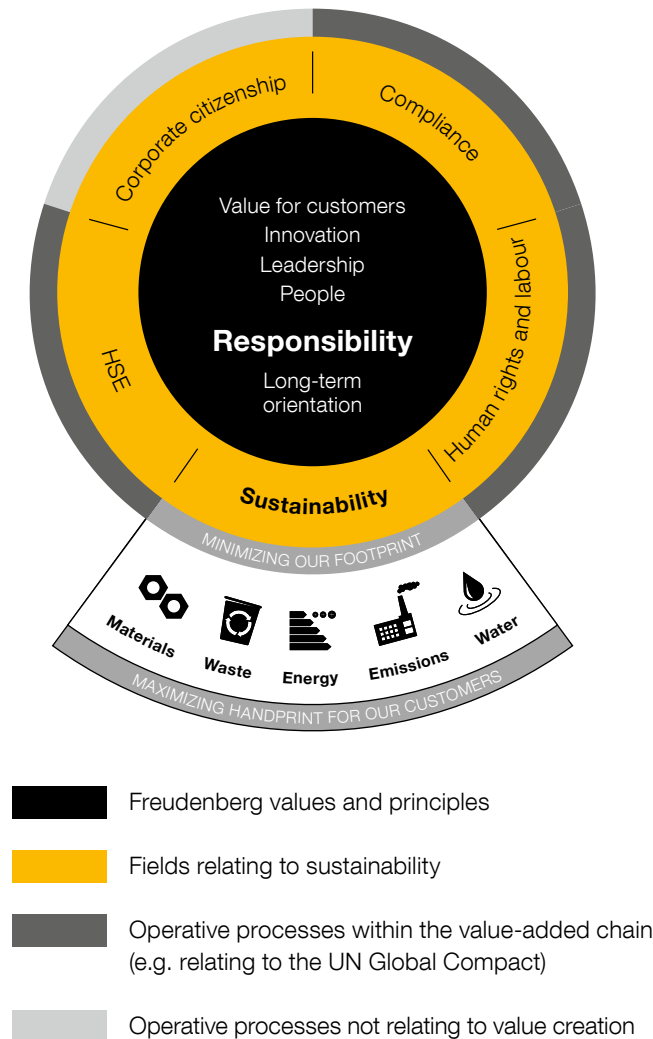 Corporate citizenship
Compliance
Value for customers
Innovation
Leadership
People
Responsibility
Long-term
orientation
HSE
Human rights and labour
Sustainability
MINIMIZING OUR FOOTPRINT
Materials
Waste
Energy
Emissions
Water
MAXIMIZING HANDPRINT FOR OUR CUSTOMERS
Freudenberg values and principles
Fields relating to sustainability
Operative processes within the value-added chain
(e.g. relating to the UN Global Compact)
Operative processes not relating to value creation